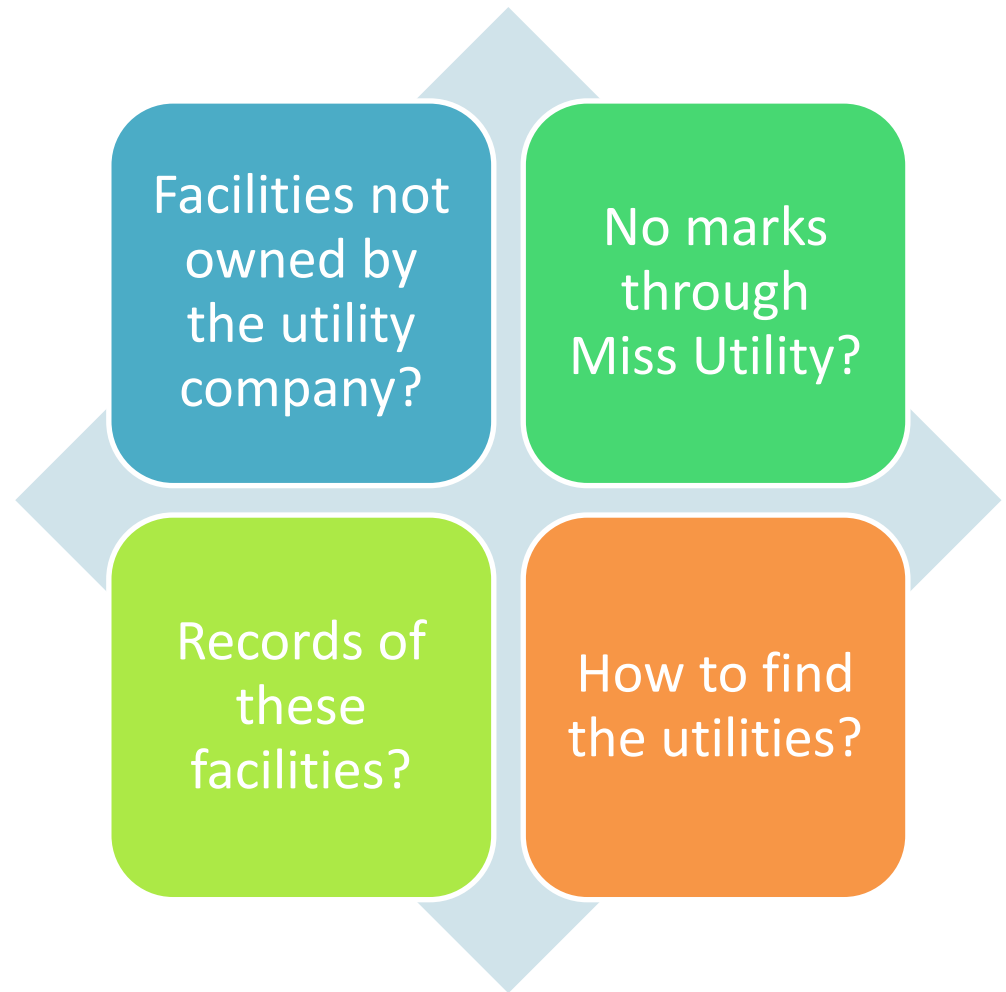 Facilities not
owned by
the utility
company?
No marks
through
Miss Utility?
Records of
these
facilities?
How to find
the utilities?